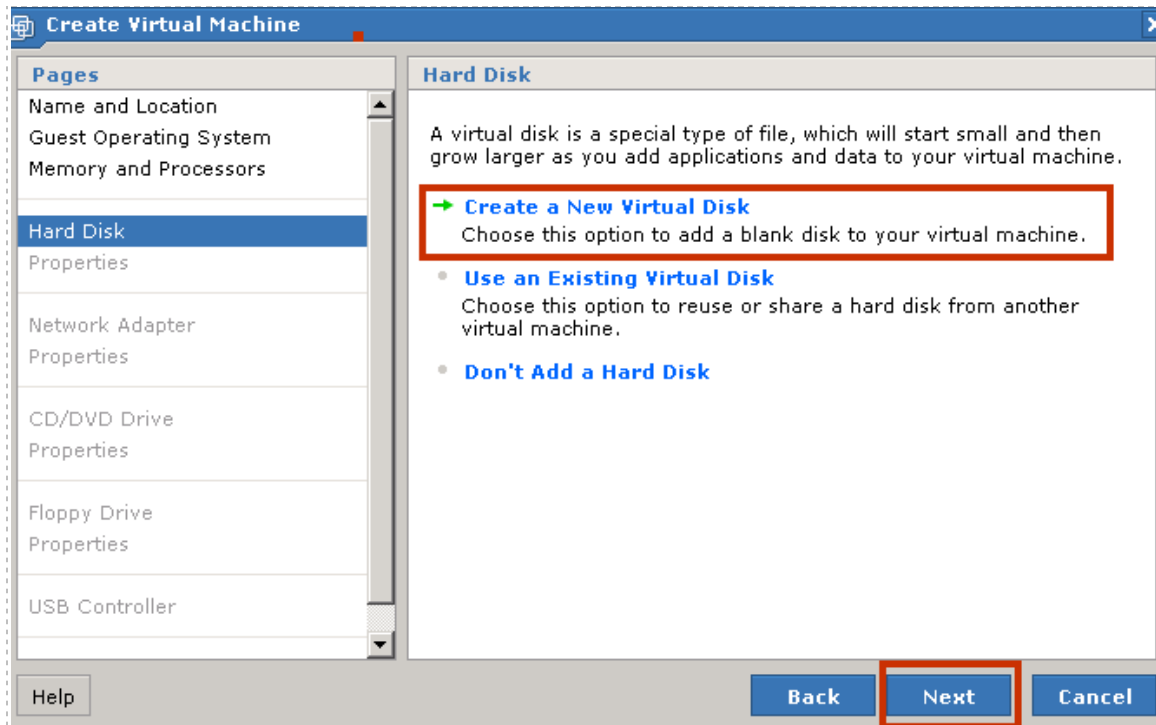 Create Virtual Machine
Pages
Name and Location
Guest Operating System
Memory and Processors
Hard Disk
Properties
Network Adapter
Properties
CD/DVD Drive
Properties
Floppy Drive
Properties
USB Controller
Hard Disk
A virtual disk is a special type of file, which will start small and then
grow larger as you add applications and data to your virtual machine.
Create a New Virtual Disk
Choose this option to add a blank disk to your virtual machine.
Use an Existing Virtual Disk
Choose this option to reuse or share a hard disk from another
virtual machine.
Don't Add a Hard Disk
Help
Back
Next
Cancel